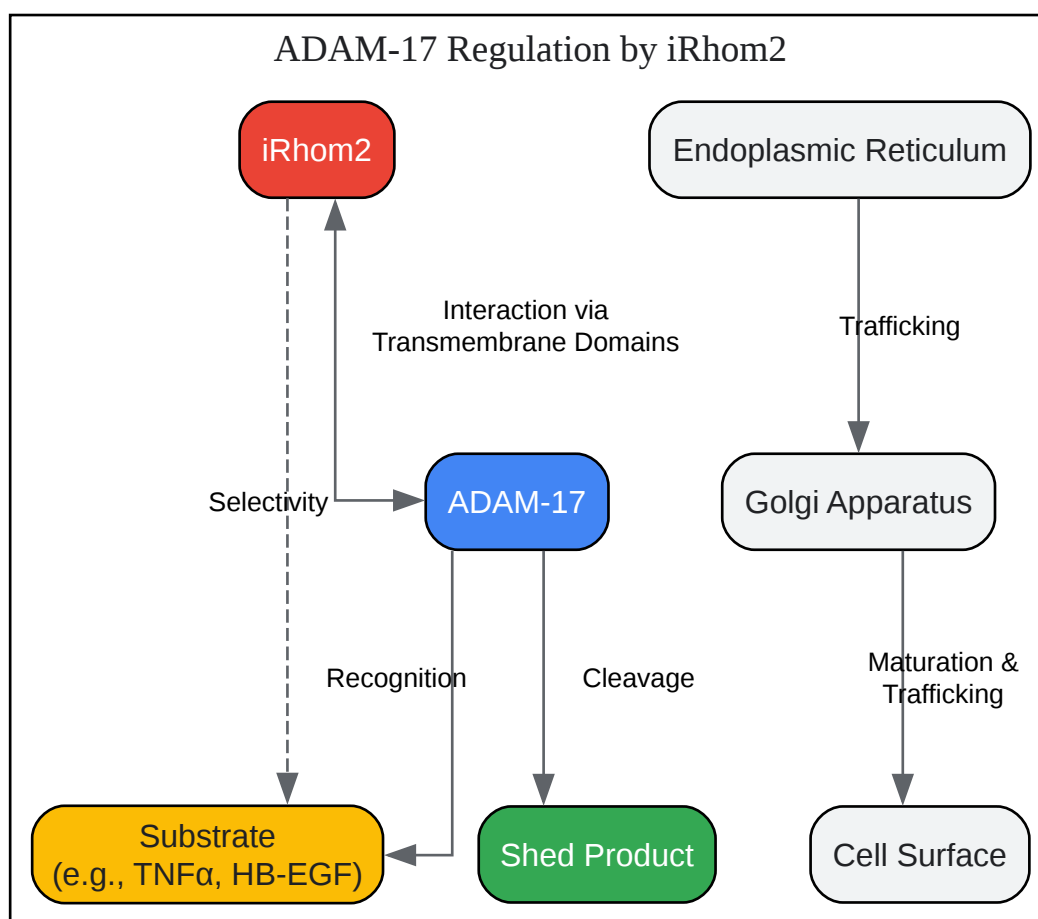 ADAM-17 Regulation by iRhom2
iRhom2
Endoplasmic Reticulum
Interaction via
Transmembrane Domains
Trafficking
Selectivity
ADAM-17
Golgi Apparatus
Recognition
Cleavage
Maturation &
Trafficking
Substrate
(e.g., TNFα, HB-EGF)
Shed Product
Cell Surface